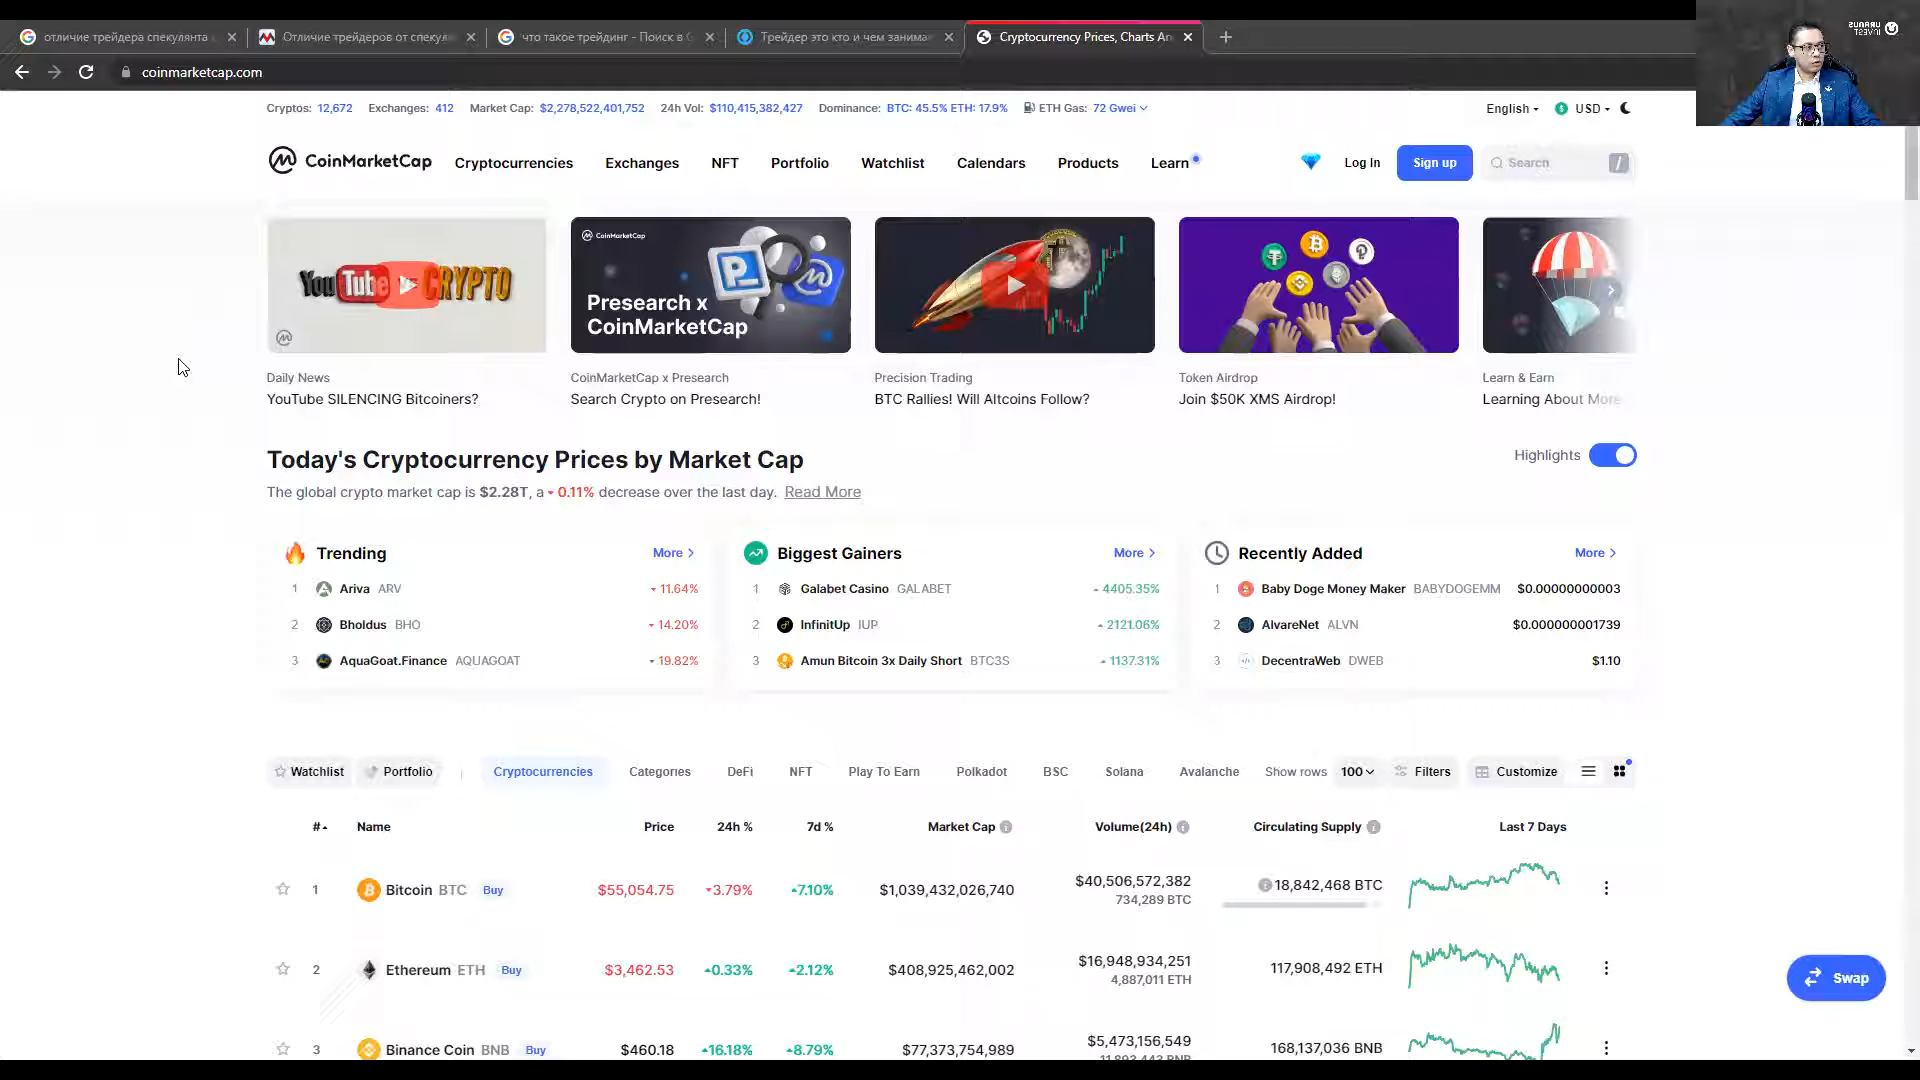 отличие трейдера спекулянта
Отличие трейдеров от спекул
что такое трейдинг - Поиск в G
Трейдер это кто и чем занима
Cryptocurrency Prices, Charts An
URANUS
INVEST
coinmarketcap.com
Cryptos: 12,672 Exchanges: 412 Market Cap: $2,278,522,401,752 24h Vol: $110,415,382,427 Dominance: BTC: 45.5% ETH: 17.9% ETH Gas: 72 Gwei
English USD
CoinMarketCap Cryptocurrencies Exchanges NFT Portfolio Watchlist Calendars Products Learn Log In Sign up Search /
YouTube CRYPTO
CoinMarketCap
Presearch x
CoinMarketCap
Daily News
YouTube SILENCING Bitcoiners?
CoinMarketCap x Presearch
Search Crypto on Presearch!
Precision Trading
BTC Rallies! Will Altcoins Follow?
Token Airdrop
Join $50K XMS Airdrop!
Learn & Earn
Learning About More
Today's Cryptocurrency Prices by Market Cap
Highlights
The global crypto market cap is $2.28T, a 0.11% decrease over the last day. Read More
Trending More
1 Ariva ARV 11.64%
2 Bholdus BHO 14.20%
3 AquaGoat.Finance AQUAGOAT 19.82%
Biggest Gainers More
1 Galabet Casino GALABET 4405.35%
2 InfinitUp IUP 2121.06%
3 Amun Bitcoin 3x Daily Short BTC3S 1137.31%
Recently Added More
1 Baby Doge Money Maker BABYDOGEMM $0.00000000003
2 AlvareNet ALVN $0.000000001739
3 DecentraWeb DWEB $1.10
Watchlist Portfolio Cryptocurrencies Categories DeFi NFT Play To Earn Polkadot BSC Solana Avalanche Show rows 100 Filters Customize
# Name Price 24h % 7d % Market Cap Volume(24h) Circulating Supply Last 7 Days
1 Bitcoin BTC Buy $55,054.75 3.79% 7.10% $1,039,432,026,740 $40,506,572,382 18,842,468 BTC
734,289 BTC
2 Ethereum ETH Buy $3,462.53 0.33% 2.12% $408,925,462,002 $16,948,934,251 117,908,492 ETH
4,887,011 ETH
Swap
3 Binance Coin BNB Buy $460.18 16.18% 8.79% $77,373,754,989 $5,473,156,549 168,137,036 BNB
11,893,443 BNB